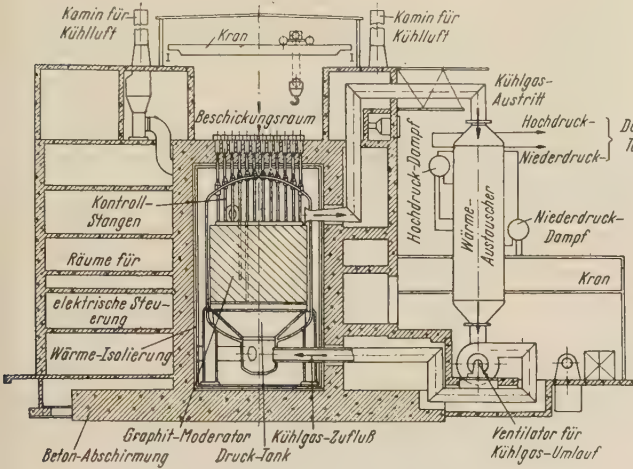 Kamin für
Kühlluft
Kamin für
Kühlluft
Kran
Kühlgas-
Austritt
Beschickungsraum
Hochdruck-
Niederdruck-
Kontroll-
Stangen
Hochdruck-Dampf
Wärme-
Austauscher
Niederdruck-
Dampf
Räume für
elektrische Steu-
erung
Kran
Wärme-Isolierung
Graphit-Moderator
Kühlgas-Zufluß
Beton-Abschirmung
Druck-Tank
Ventilator für
Kühlgas-Umlauf